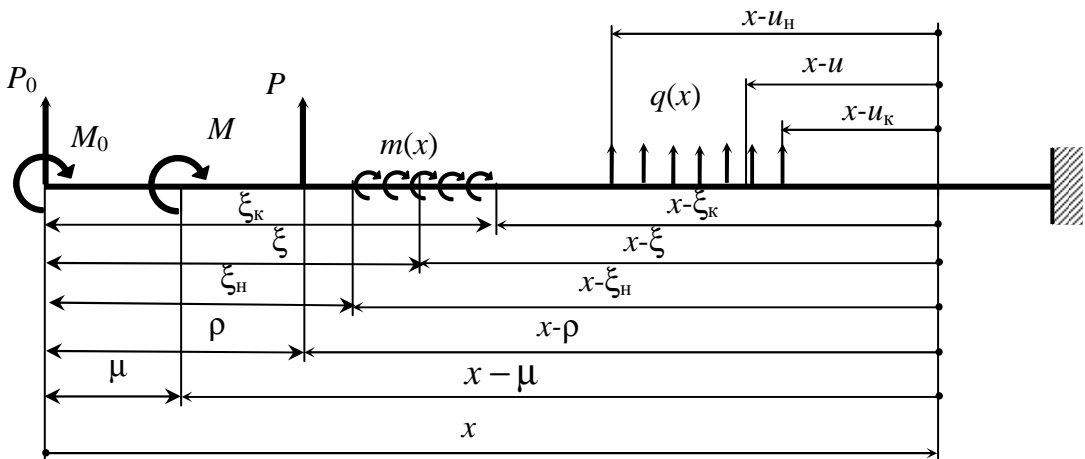 x-uн
P₀
P
x-u
M₀
M
q(x)
x-uк
m(x)
ξк
x-ξк
ξ
x-ξ
ξн
x-ξн
ρ
x-ρ
μ
x − μ
x